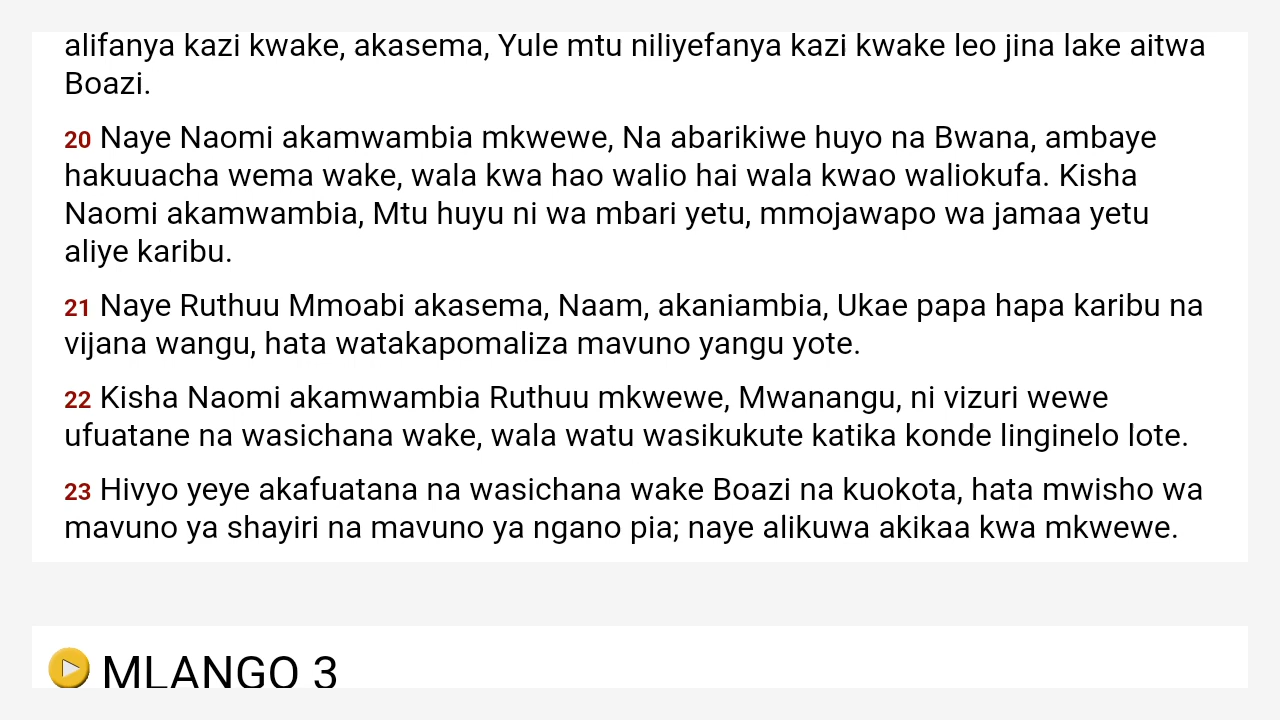 alifanya kazi kwake, akasema, Yule mtu niliyefanya kazi kwake leo jina lake aitwa
Boazi.
20 Naye Naomi akamwambia mkwewe, Na abarikiwe huyo na Bwana, ambaye
hakuuacha wema wake, wala kwa hao walio hai wala kwao waliokufa. Kisha
Naomi akamwambia, Mtu huyu ni wa mbari yetu, mmojawapo wa jamaa yetu
aliye karibu.
21 Naye Ruthuu Mmoabi akasema, Naam, akaniambia, Ukae papa hapa karibu na
vijana wangu, hata watakapomaliza mavuno yangu yote.
22 Kisha Naomi akamwambia Ruthuu mkwewe, Mwanangu, ni vizuri wewe
ufuatane na wasichana wake, wala watu wasikukute katika konde linginelo lote.
23 Hivyo yeye akafuatana na wasichana wake Boazi na kuokota, hata mwisho wa
mavuno ya shayiri na mavuno ya ngano pia; naye alikuwa akikaa kwa mkwewe.
MLANGO 3